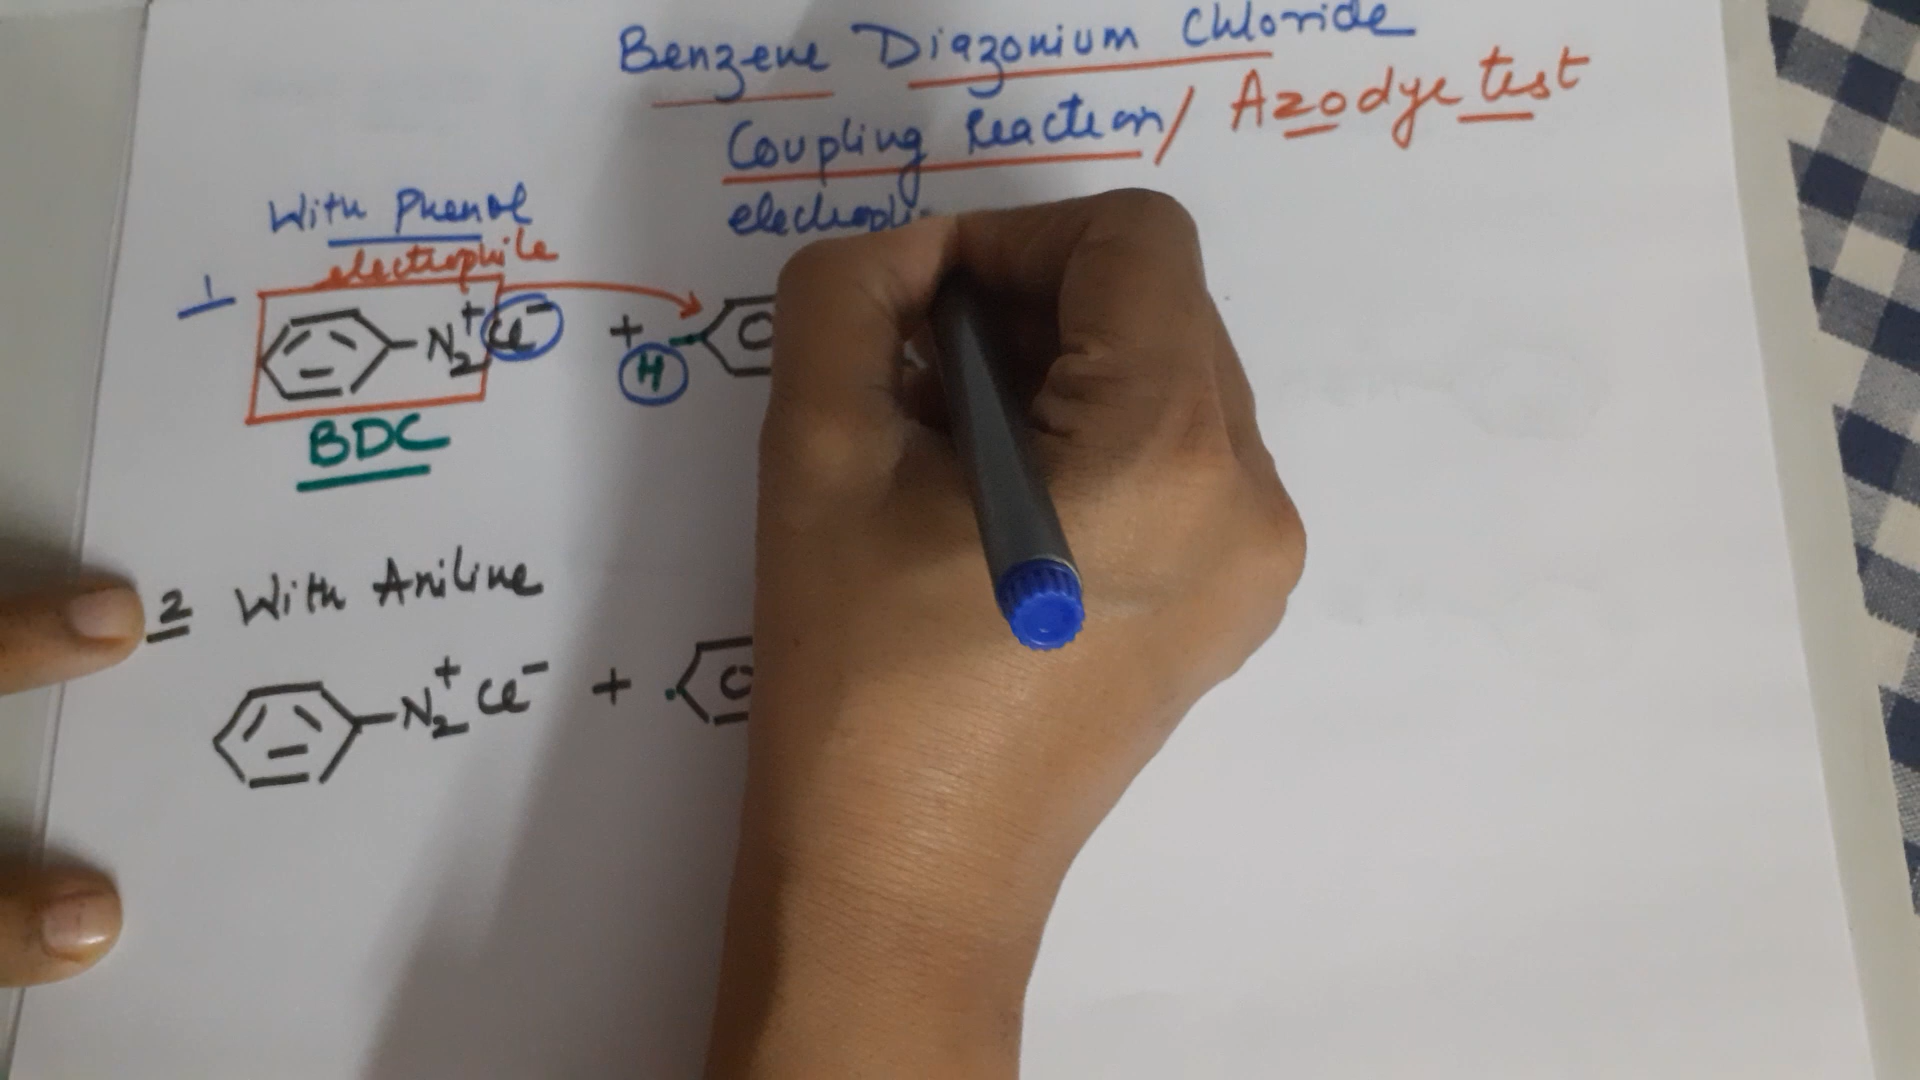 Benzene Diazonium Chloride
Coupling Reaction / Azodye test
With Phenol
electrophile
1
N₂⁺ Cl⁻ + H
BDC
2 With Aniline
N₂⁺ Cl⁻ +